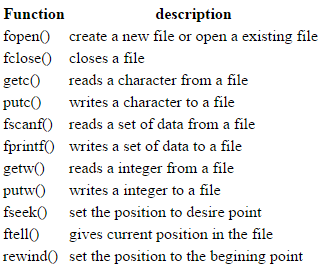 Function description
fopen() create a new file or open a existing file
fclose() closes a file
getc() reads a character from a file
putc() writes a character to a file
fscanf() reads a set of data from a file
fprintf() writes a set of data to a file
getw() reads a integer from a file
putw() writes a integer to a file
fseek() set the position to desire point
ftell() gives current position in the file
rewind() set the position to the begining point